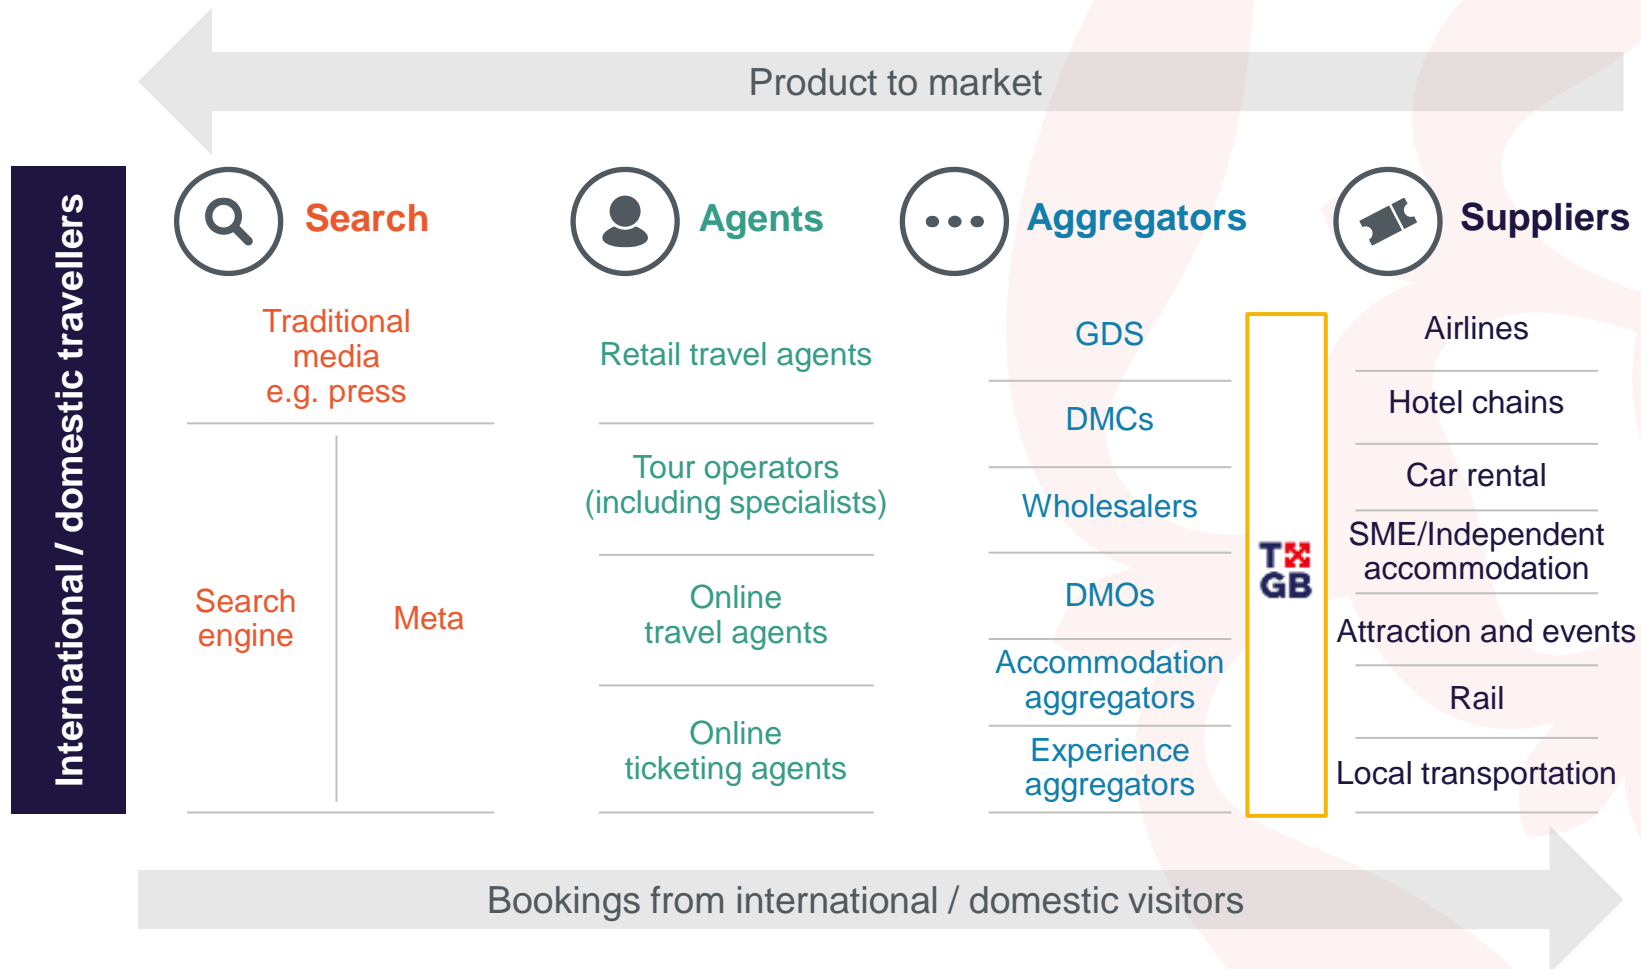 Product to market
International / domestic travellers
Search
Traditional
media
e.g. press
Search
engine
Meta
Agents
Retail travel agents
Tour operators
(including specialists)
Online
travel agents
Online
ticketing agents
Aggregators
GDS
DMCs
Wholesalers
DMOs
Accommodation
aggregators
Experience
aggregators
TX
GB
Suppliers
Airlines
Hotel chains
Car rental
SME/Independent
accommodation
Attraction and events
Rail
Local transportation
Bookings from international / domestic visitors